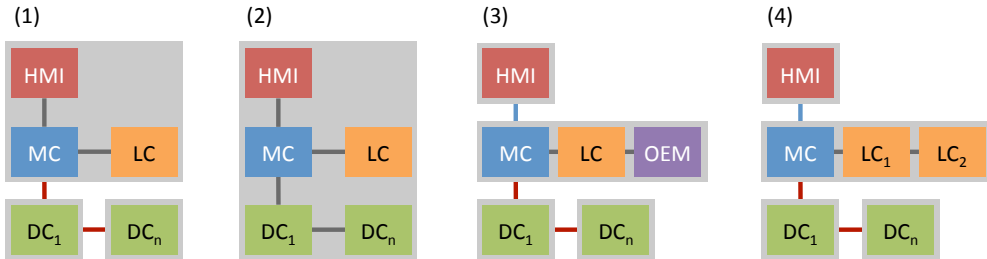 (1) (2) (3) (4)
HMI HMI HMI HMI
MC LC MC LC MC LC OEM MC LC₁ LC₂
DC₁ DCₙ DC₁ DCₙ DC₁ DCₙ DC₁ DCₙ